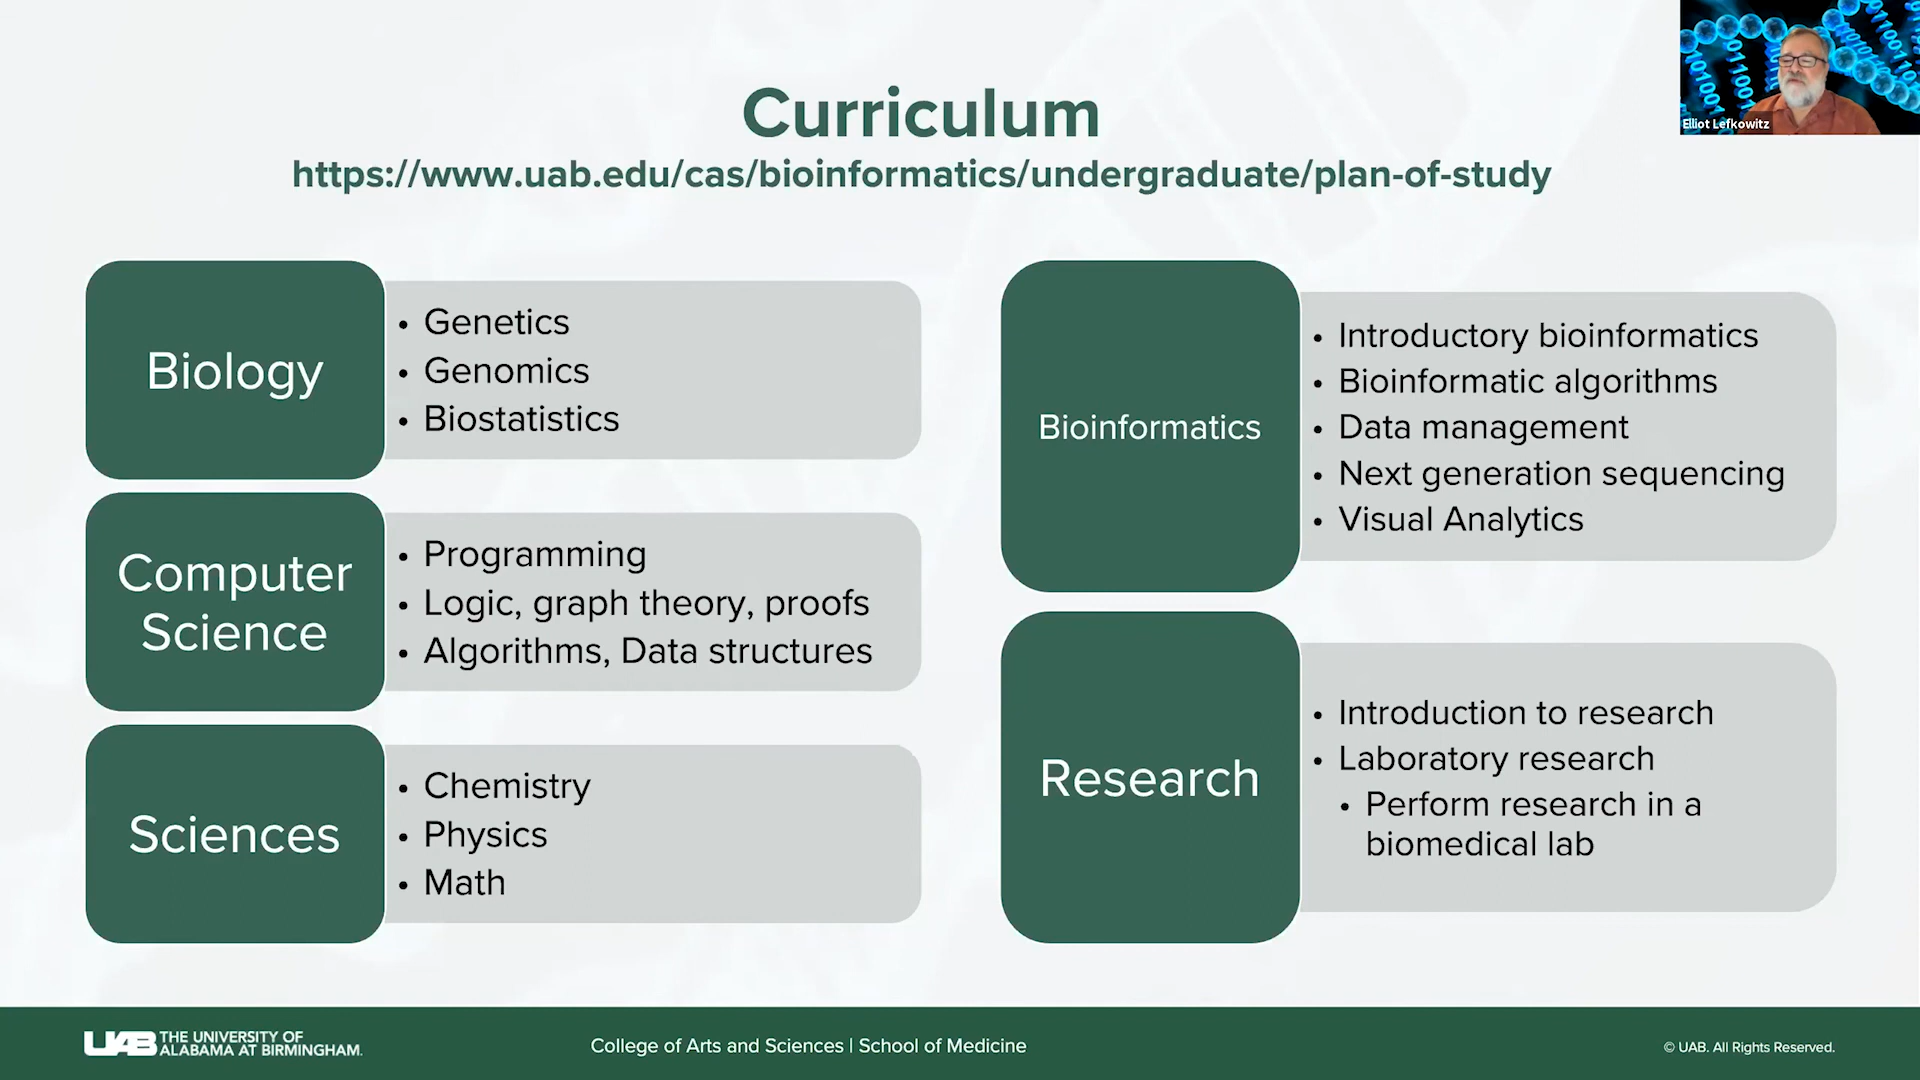 Curriculum
https://www.uab.edu/cas/bioinformatics/undergraduate/plan-of-study
Elliot Lefkowitz
Biology
• Genetics
• Genomics
• Biostatistics
Computer
Science
• Programming
• Logic, graph theory, proofs
• Algorithms, Data structures
Sciences
• Chemistry
• Physics
• Math
Bioinformatics
• Introductory bioinformatics
• Bioinformatic algorithms
• Data management
• Next generation sequencing
• Visual Analytics
Research
• Introduction to research
• Laboratory research
• Perform research in a
biomedical lab
UAB THE UNIVERSITY OF
ALABAMA AT BIRMINGHAM.
College of Arts and Sciences | School of Medicine
© UAB. All Rights Reserved.